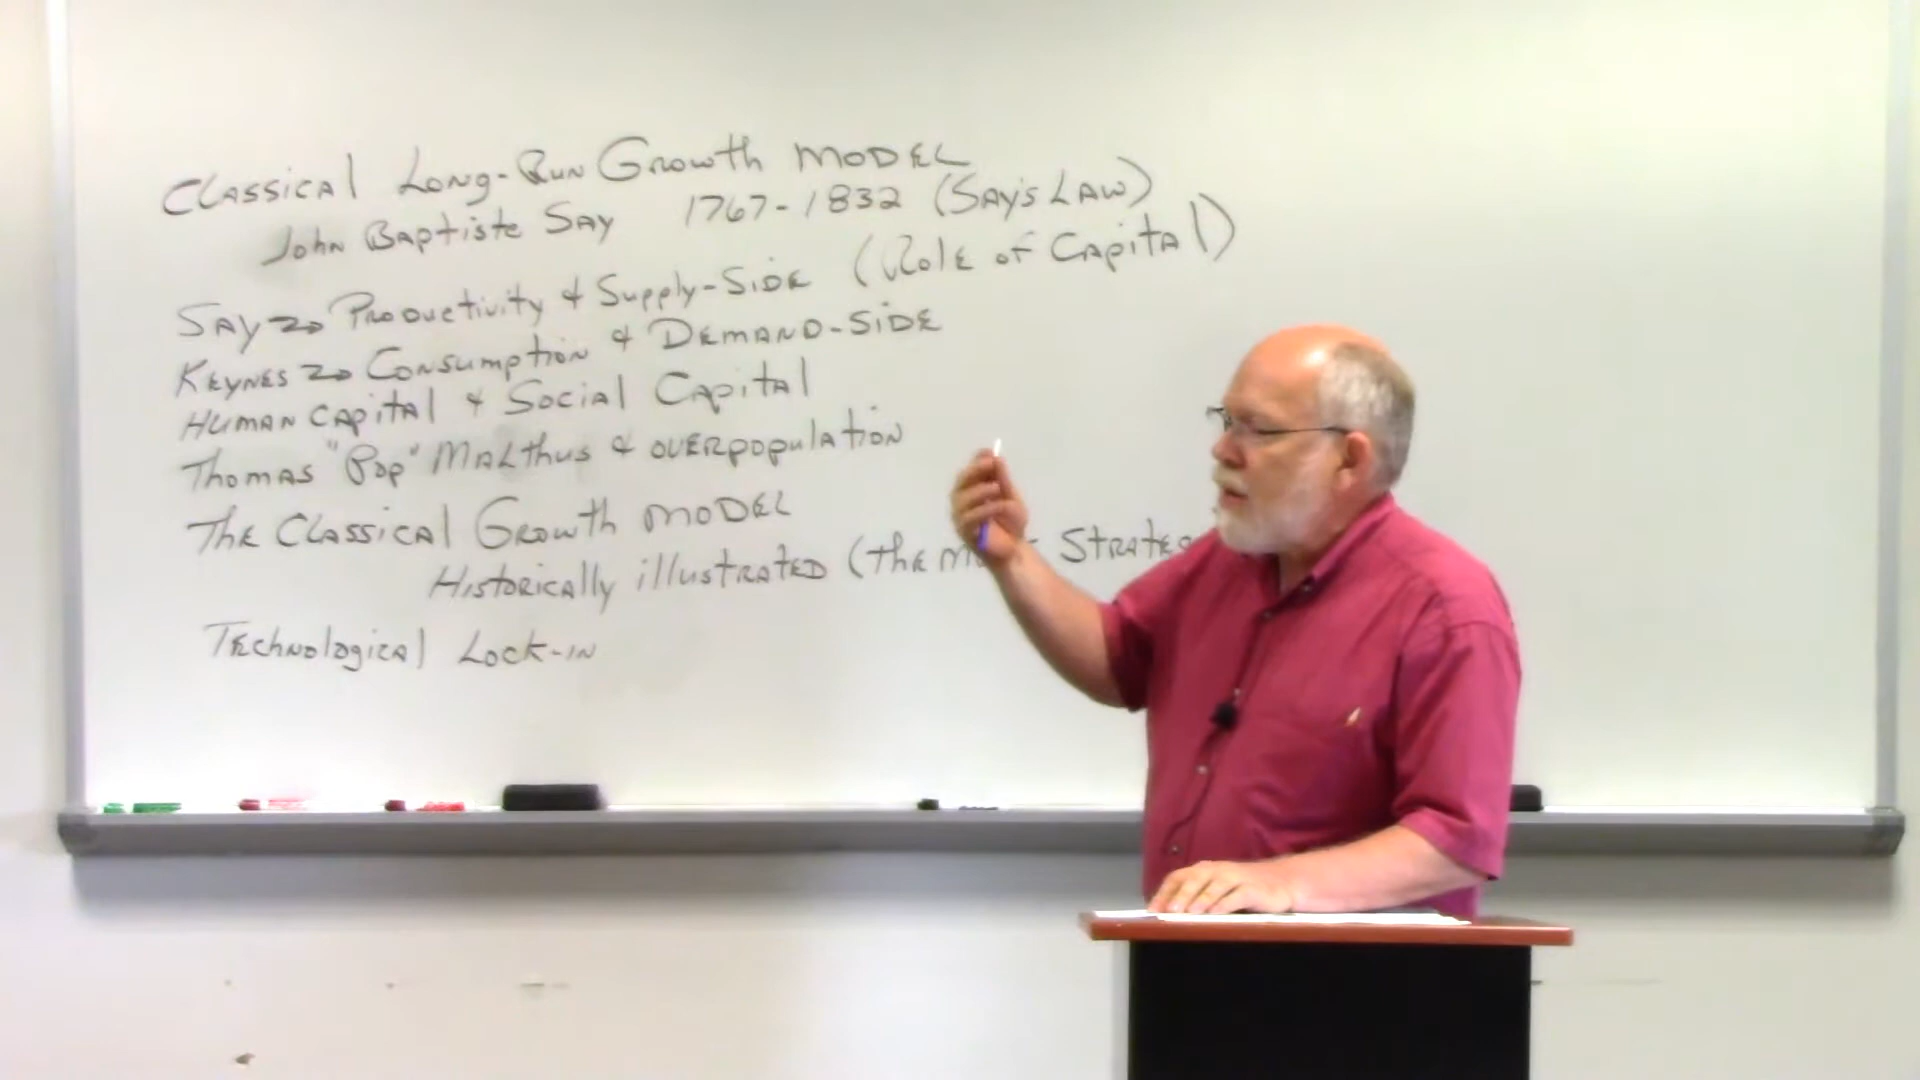 Classical Long-Run Growth Model
John Baptiste Say 1767-1832 (Say's Law)
Say → Productivity & Supply-Side (Role of Capital)
Keynes → Consumption & Demand-Side
Human Capital & Social Capital
Thomas "Pop" Malthus & overpopulation
The Classical Growth Model
Historically illustrated (The
Technological Lock-in